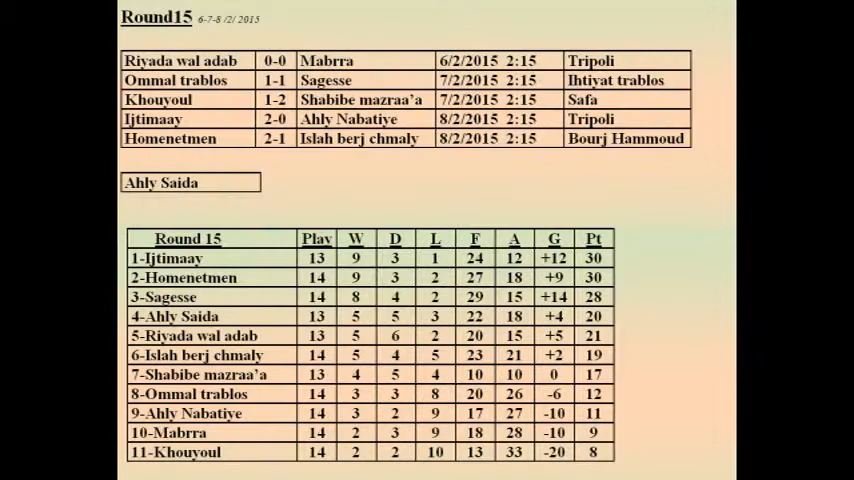 Round15 6-7-8 /2/ 2015
Riyada wal adab 0-0 Mabrra 6/2/2015 2:15 Tripoli
Ommal trablos 1-1 Sagesse 7/2/2015 2:15 Ihtiyat trablos
Khouyoul 1-2 Shabibe mazraa’a 7/2/2015 2:15 Safa
Ijtimaay 2-0 Ahly Nabatiye 8/2/2015 2:15 Tripoli
Homenetmen 2-1 Islah berj chmaly 8/2/2015 2:15 Bourj Hammoud
Ahly Saida
Round 15 Play W D L F A G Pt
1-Ijtimaay 13 9 3 1 24 12 +12 30
2-Homenetmen 14 9 3 2 27 18 +9 30
3-Sagesse 14 8 4 2 29 15 +14 28
4-Ahly Saida 13 5 5 3 22 18 +4 20
5-Riyada wal adab 13 5 6 2 20 15 +5 21
6-Islah berj chmaly 14 5 4 5 23 21 +2 19
7-Shabibe mazraa’a 13 4 5 4 10 10 0 17
8-Ommal trablos 14 3 3 8 20 26 -6 12
9-Ahly Nabatiye 14 3 2 9 17 27 -10 11
10-Mabrra 14 2 3 9 18 28 -10 9
11-Khouyoul 14 2 2 10 13 33 -20 8